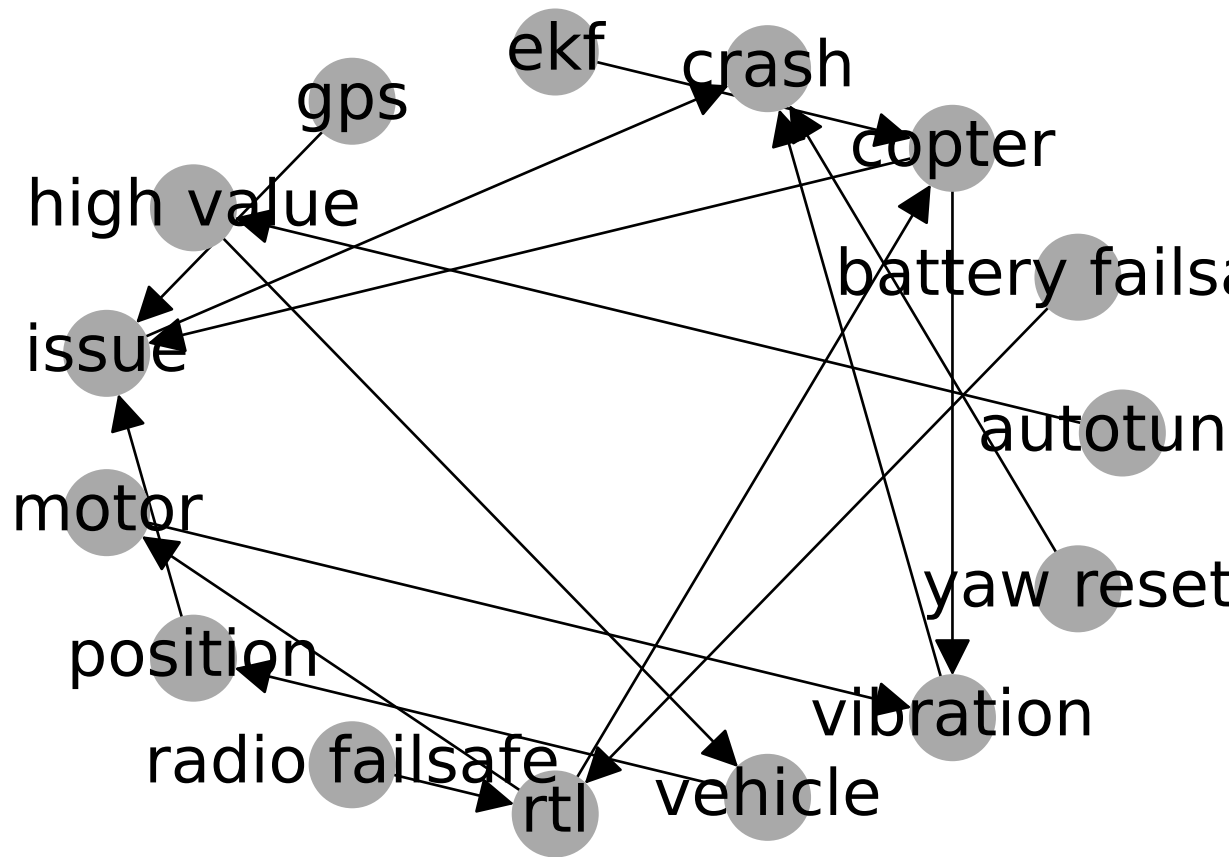 ekf
crash
gps
copter
high value
battery failsa
issue
autotun
motor
yaw reset
position
vibration
radio failsafe
vehicle
rtl